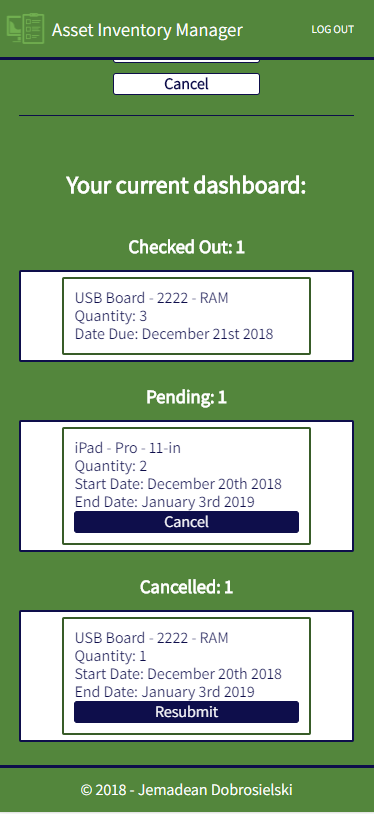 Asset Inventory Manager
LOG OUT
Cancel
Your current dashboard:
Checked Out: 1
USB Board - 2222 - RAM
Quantity: 3
Date Due: December 21st 2018
Pending: 1
iPad - Pro - 11-in
Quantity: 2
Start Date: December 20th 2018
End Date: January 3rd 2019
Cancel
Cancelled: 1
USB Board - 2222 - RAM
Quantity: 1
Start Date: December 20th 2018
End Date: January 3rd 2019
Resubmit
© 2018 - Jemadean Dobrosielski